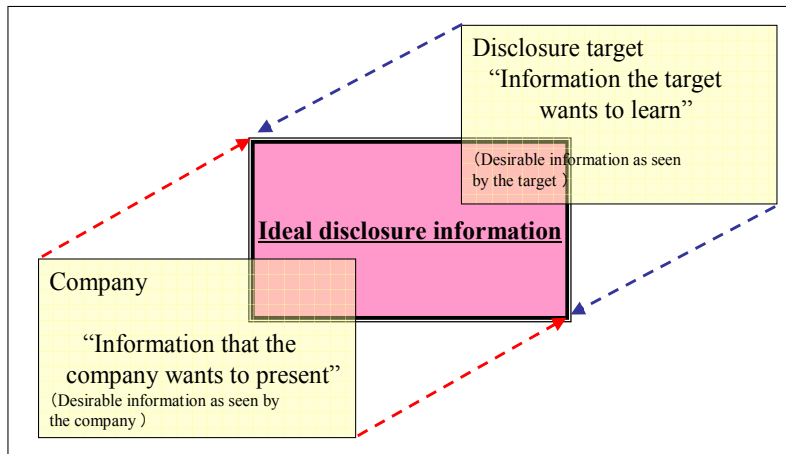 Disclosure target
“Information the target
wants to learn”
（Desirable information as seen
by the target ）
Ideal disclosure information
Company
“Information that the
company wants to present”
（Desirable information as seen by
the company ）